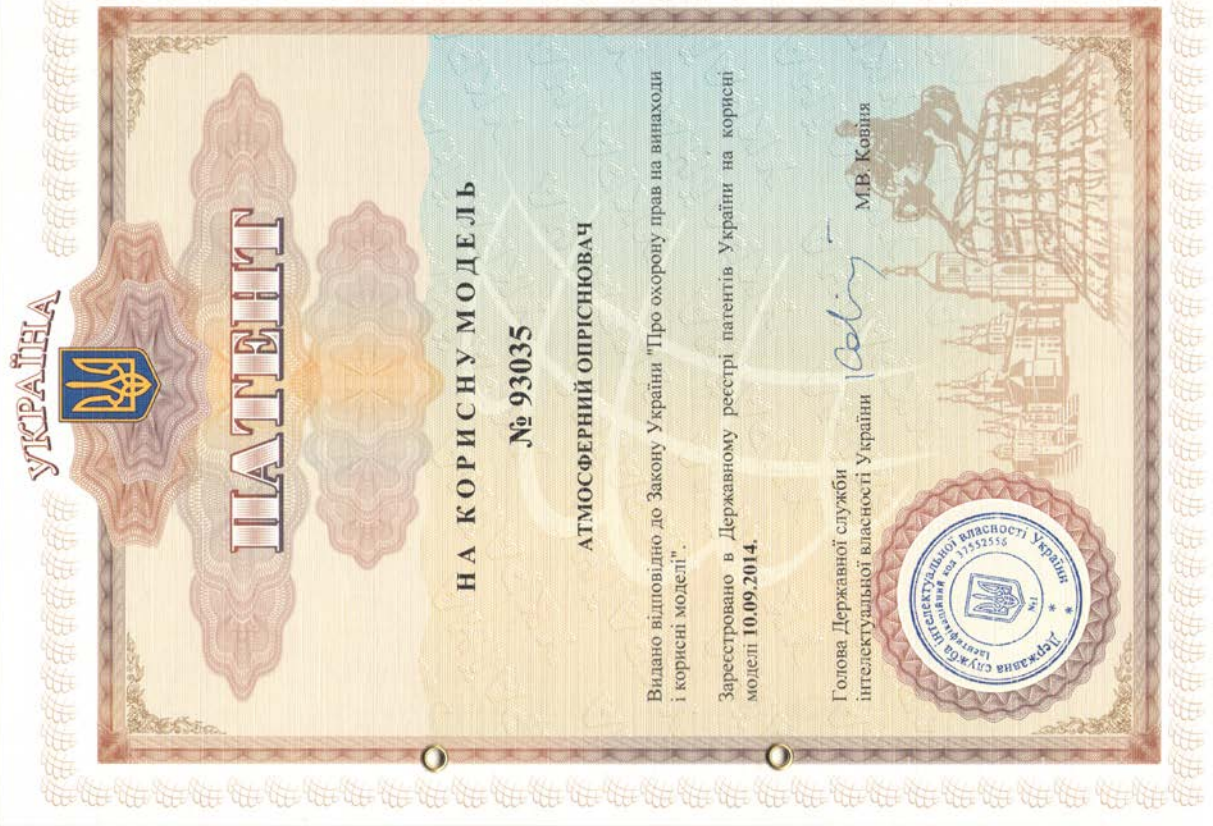 УКРАЇНА
ПАТЕНТ
НА КОРИСНУ МОДЕЛЬ
№ 93035
АТМОСФЕРНИЙ ОПРІСНЮВАЧ
Видано відповідно до Закону України "Про охорону прав на винаходи
і корисні моделі".
Зареєстровано в Державному реєстрі патентів України на корисні
моделі 10.09.2014.
Голова Державної служби
інтелектуальної власності України
М.В. Ковіня
Державна служба інтелектуальної власності України
Ідентифікаційний код 37552556
№1